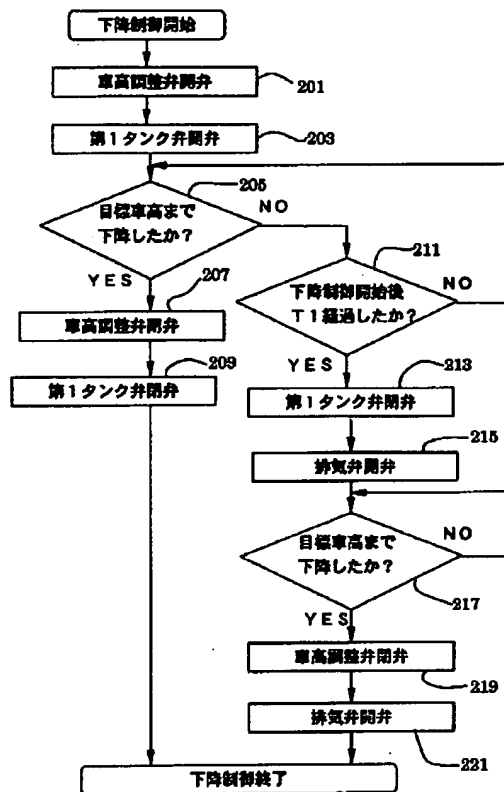 下降制御開始
車高調整弁開弁
201
第1タンク弁開弁
203
205
目標車高まで
下降したか?
NO
YES
207
車高調整弁閉弁
209
第1タンク弁閉弁
211
下降制御開始後
T1経過したか?
NO
YES
213
第1タンク弁閉弁
215
排気弁開弁
目標車高まで
下降したか?
NO
217
YES
車高調整弁閉弁
219
排気弁閉弁
221
下降制御終了